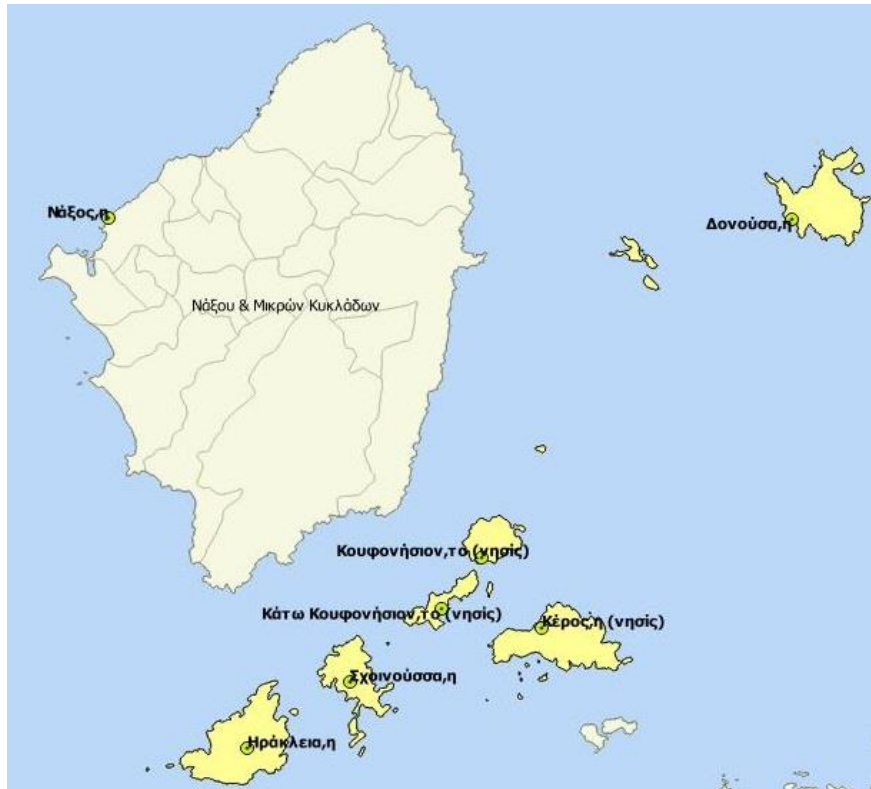 Νάξος,η
Δονούσα,η
Νάξου & Μικρών Κυκλάδων
Κουφονήσιον,το (νησίς)
Κάτω Κουφονήσιον,το (νησίς)
Κέρος,η (νησίς)
Σχοινούσσα,η
Ηράκλεια,η